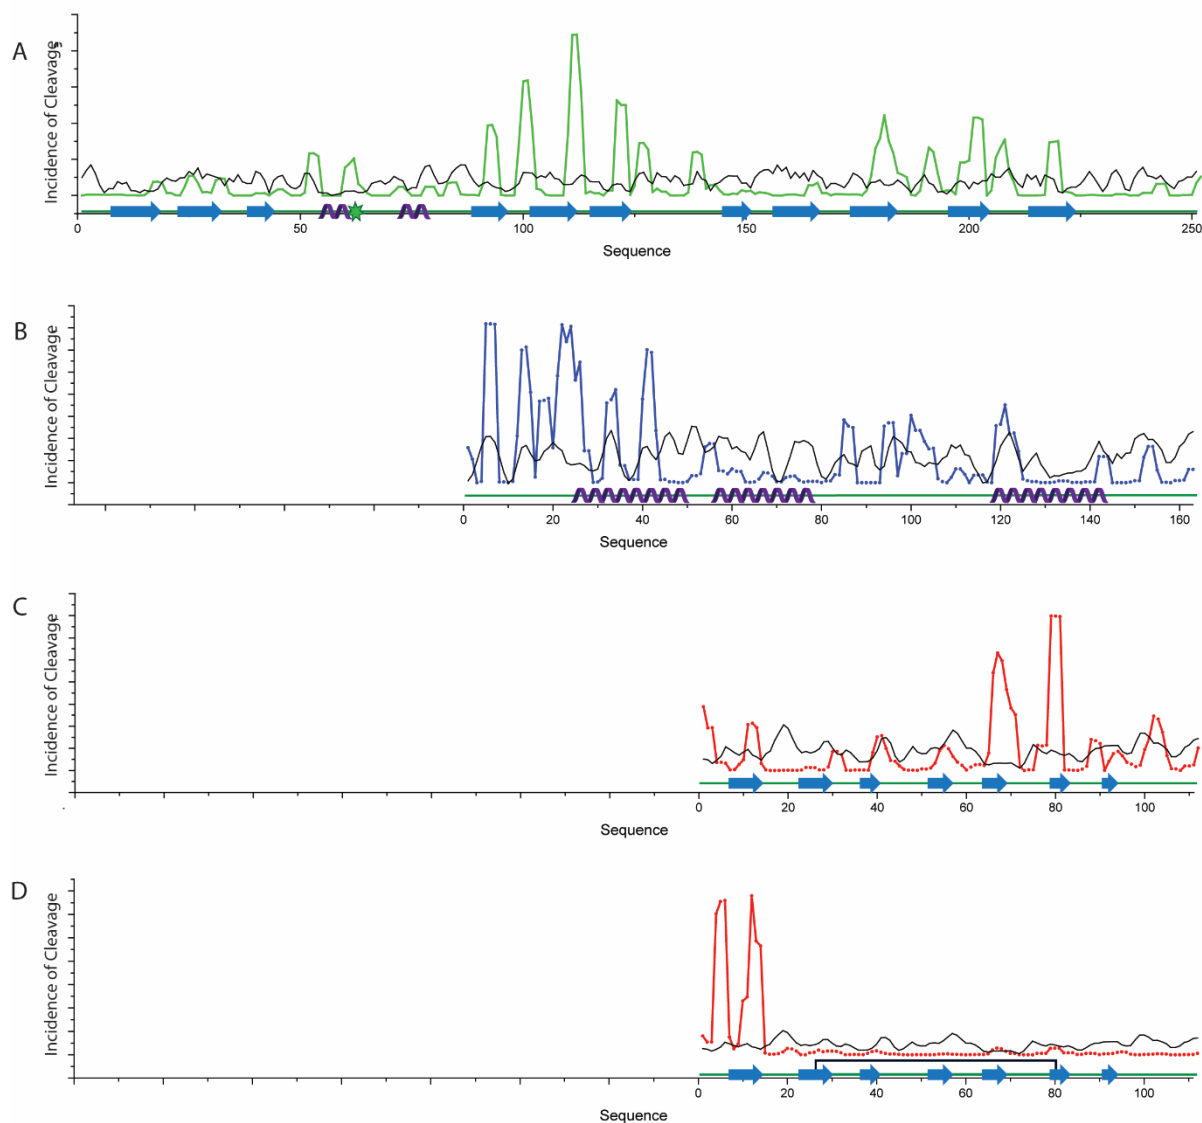 A
Incidence of Cleavage
0 50 100 150 200 250
Sequence
B
Incidence of Cleavage
0 20 40 60 80 100 120 140 160
Sequence
C
Incidence of Cleavage
0 20 40 60 80 100
Sequence
D
Incidence of Cleavage
0 20 40 60 80 100
Sequence